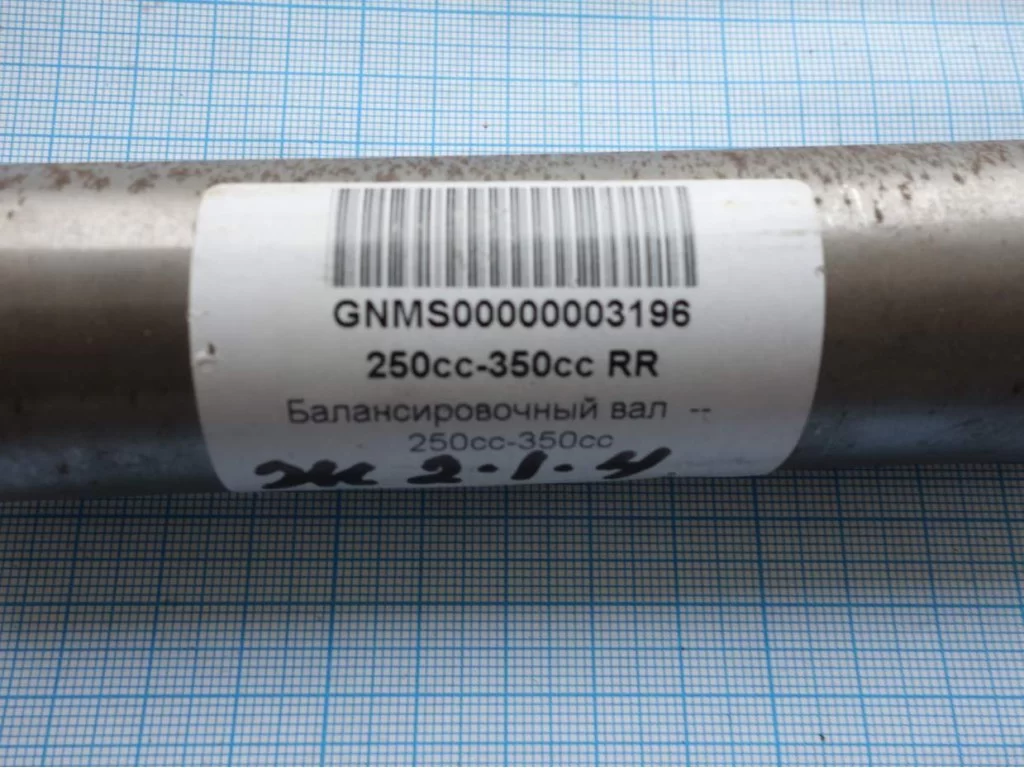 GNMS00000003196
250cc-350cc RR
Балансировочный вал --
250cc-350cc
Ж 2-1-4